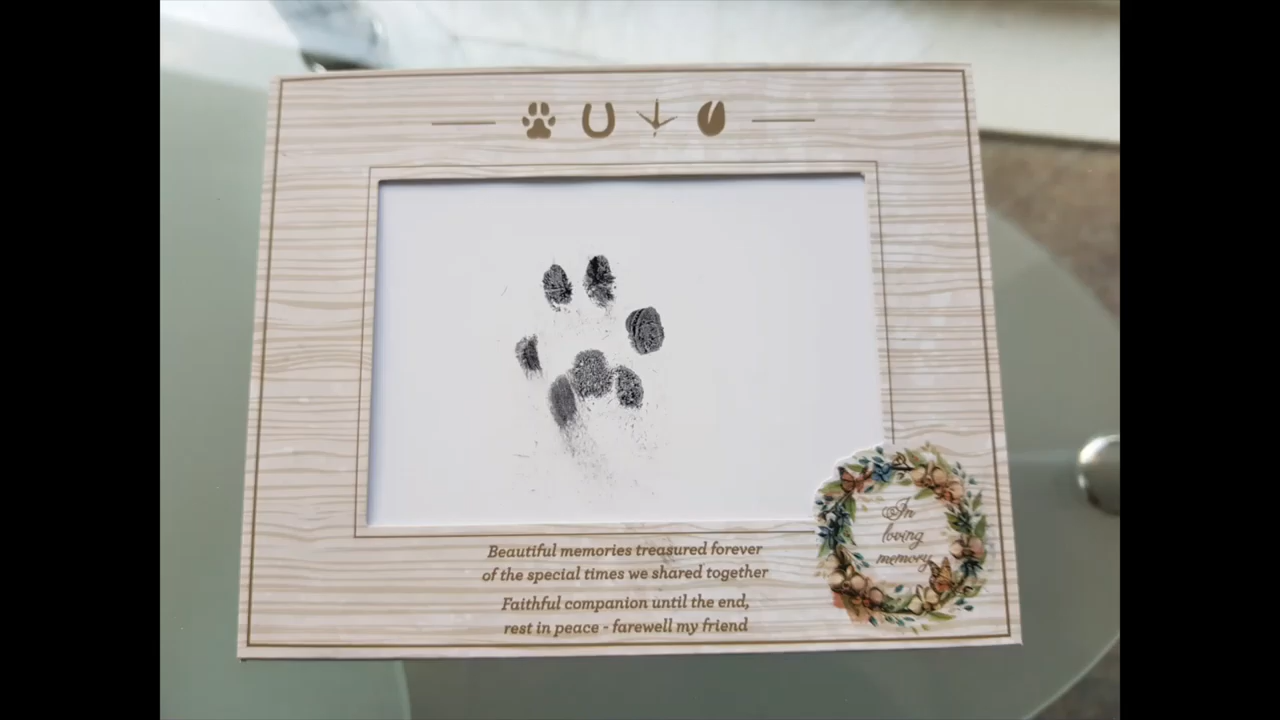 Beautiful memories treasured forever
of the special times we shared together
Faithful companion until the end,
rest in peace - farewell my friend
In
loving
memory